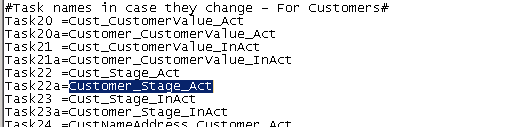 #Task names in case they change - For Customers#
Task20 =Cust_CustomerValue_Act
Task20a=Customer_CustomerValue_Act
Task21 =Cust_CustomerValue_InAct
Task21a=Customer_CustomerValue_InAct
Task22 =Cust_Stage_Act
Task22a=Customer_Stage_Act
Task23 =Cust_Stage_InAct
Task23a=Customer_Stage_InAct
Task24 =CustNameAddress_Customer_Act